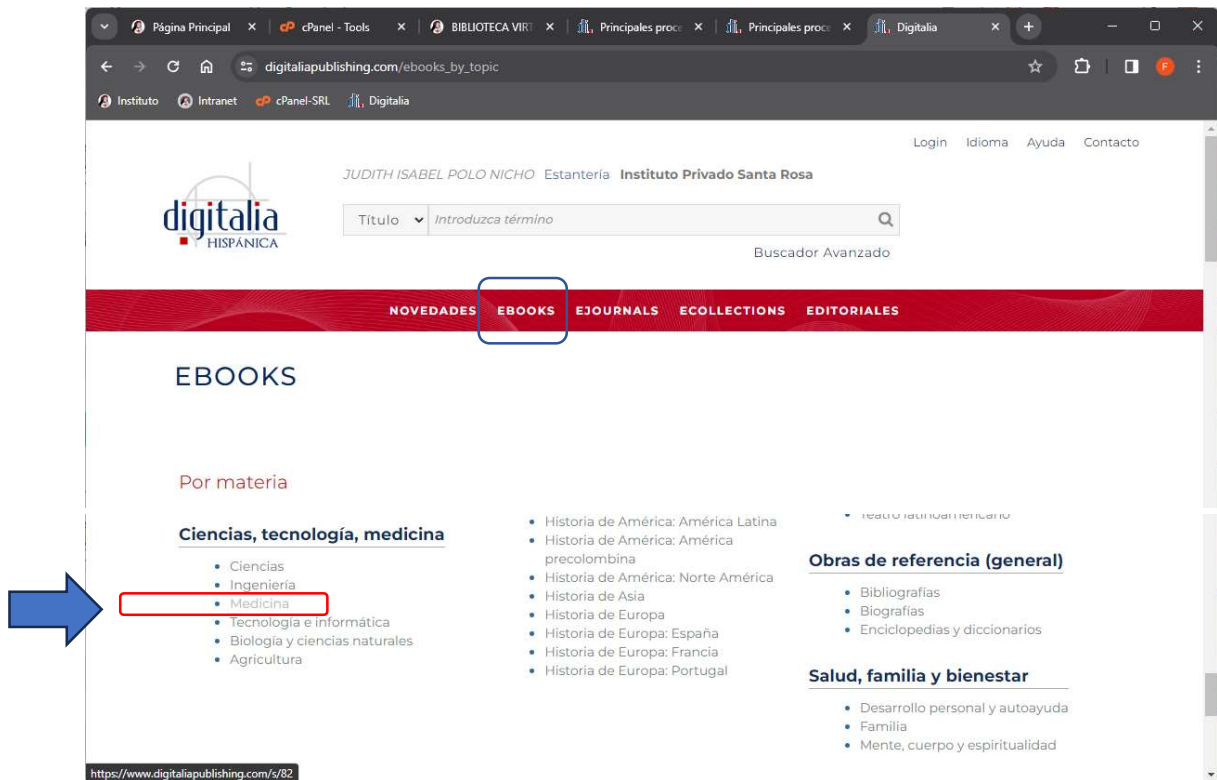 Página Principal
cPanel - Tools
BIBLIOTECA VIRT
Principales proce
Principales proce
Digitalia
digitaliapublishing.com/ebooks_by_topic
F
Instituto
Intranet
cPanel-SRL
Digitalia
Login Idioma Ayuda Contacto
digitalia
HISPÁNICA
JUDITH ISABEL POLO NICHO Estantería Instituto Privado Santa Rosa
Título Introduzca término
Buscador Avanzado
NOVEDADES EBOOKS EJOURNALS ECOLLECTIONS EDITORIALES
EBOOKS
Por materia
Ciencias, tecnología, medicina
Ciencias
Ingeniería
Medicina
Tecnología e informática
Biología y ciencias naturales
Agricultura
Historia de América: América Latina
Historia de América: América
precolombina
Historia de América: Norte América
Historia de Asia
Historia de Europa
Historia de Europa: España
Historia de Europa: Francia
Historia de Europa: Portugal
Teatro latinoamericano
Obras de referencia (general)
Bibliografías
Biografías
Enciclopedias y diccionarios
Salud, familia y bienestar
Desarrollo personal y autoayuda
Familia
Mente, cuerpo y espiritualidad
https://www.digitaliapublishing.com/s/82